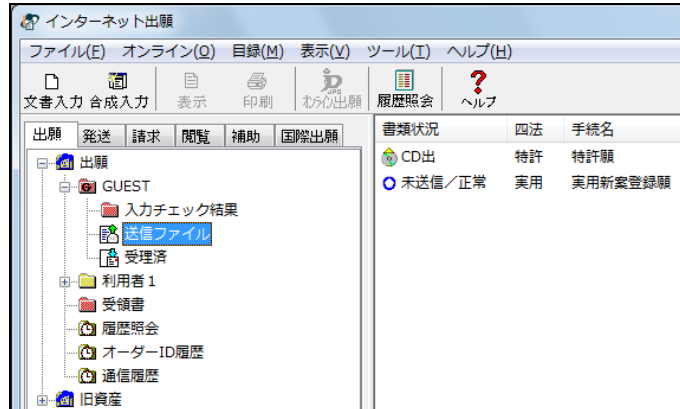 インターネット出願
ファイル(F) オンライン(O) 目録(M) 表示(V) ツール(T) ヘルプ(H)
文書入力 合成入力 表示 印刷 オンライン出願 履歴照会 ヘルプ
出願 発送 請求 閲覧 補助 国際出願
書類状況 四法 手続名
出願
CD出 特許 特許願
GUEST
未送信／正常 実用 実用新案登録願
入力チェック結果
送信ファイル
受理済
利用者1
受領書
履歴照会
オーダーID履歴
通信履歴
旧資産